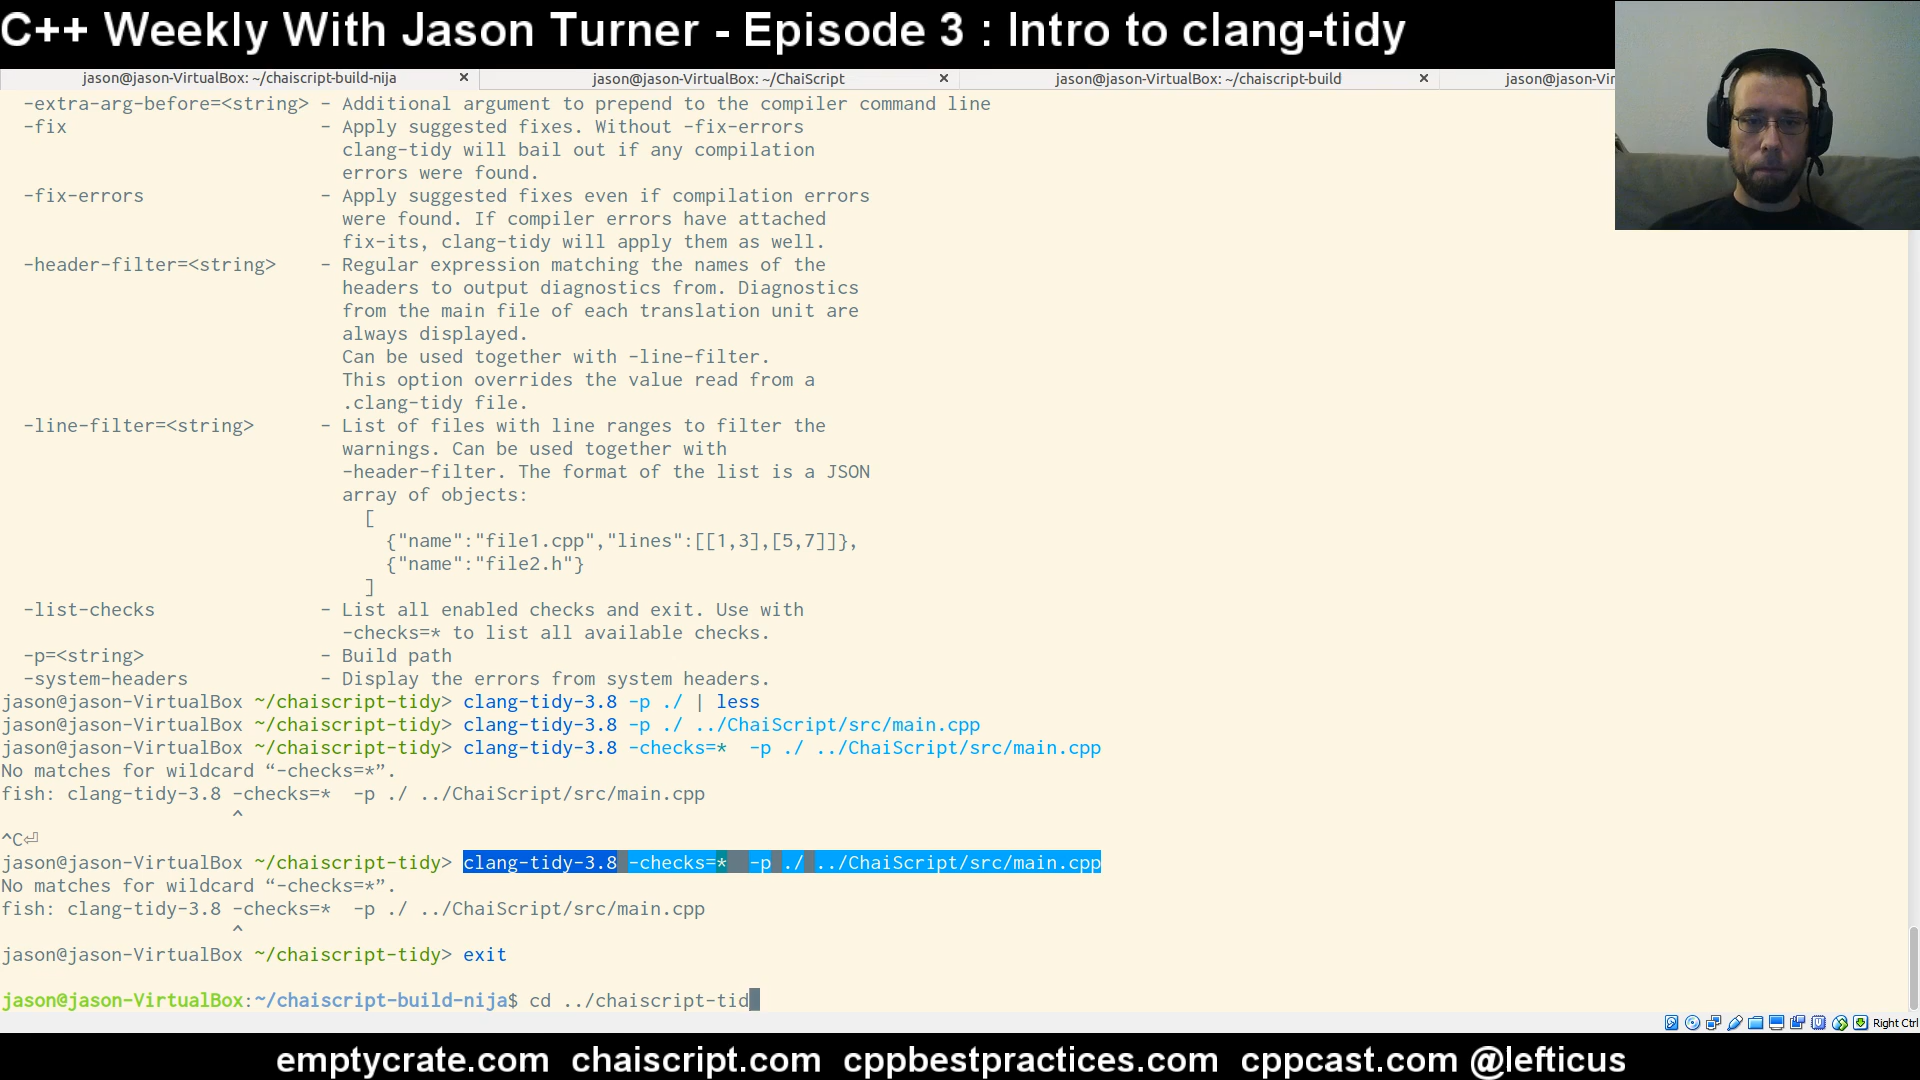 C++ Weekly With Jason Turner - Episode 3 : Intro to clang-tidy
jason@jason-VirtualBox: ~/chaiscript-build-nija × jason@jason-VirtualBox: ~/ChaiScript × jason@jason-VirtualBox: ~/chaiscript-build × jason@jason-Vir
-extra-arg-before=<string> - Additional argument to prepend to the compiler command line
-fix - Apply suggested fixes. Without -fix-errors
clang-tidy will bail out if any compilation
errors were found.
-fix-errors - Apply suggested fixes even if compilation errors
were found. If compiler errors have attached
fix-its, clang-tidy will apply them as well.
-header-filter=<string> - Regular expression matching the names of the
headers to output diagnostics from. Diagnostics
from the main file of each translation unit are
always displayed.
Can be used together with -line-filter.
This option overrides the value read from a
.clang-tidy file.
-line-filter=<string> - List of files with line ranges to filter the
warnings. Can be used together with
-header-filter. The format of the list is a JSON
array of objects:
[
{"name":"file1.cpp","lines":[[1,3],[5,7]]},
{"name":"file2.h"}
]
-list-checks - List all enabled checks and exit. Use with
-checks=* to list all available checks.
-p=<string> - Build path
-system-headers - Display the errors from system headers.
jason@jason-VirtualBox ~/chaiscript-tidy> clang-tidy-3.8 -p ./ | less
jason@jason-VirtualBox ~/chaiscript-tidy> clang-tidy-3.8 -p ./ ../ChaiScript/src/main.cpp
jason@jason-VirtualBox ~/chaiscript-tidy> clang-tidy-3.8 -checks=*  -p ./ ../ChaiScript/src/main.cpp
No matches for wildcard “-checks=*”.
fish: clang-tidy-3.8 -checks=*  -p ./ ../ChaiScript/src/main.cpp
^
^C⏎
jason@jason-VirtualBox ~/chaiscript-tidy> clang-tidy-3.8 -checks=*  -p ./ ../ChaiScript/src/main.cpp
No matches for wildcard “-checks=*”.
fish: clang-tidy-3.8 -checks=*  -p ./ ../ChaiScript/src/main.cpp
^
jason@jason-VirtualBox ~/chaiscript-tidy> exit
jason@jason-VirtualBox:~/chaiscript-build-nija$ cd ../chaiscript-tid
Right Ctrl
emptycrate.com chaiscript.com cppbestpractices.com cppcast.com @lefticus